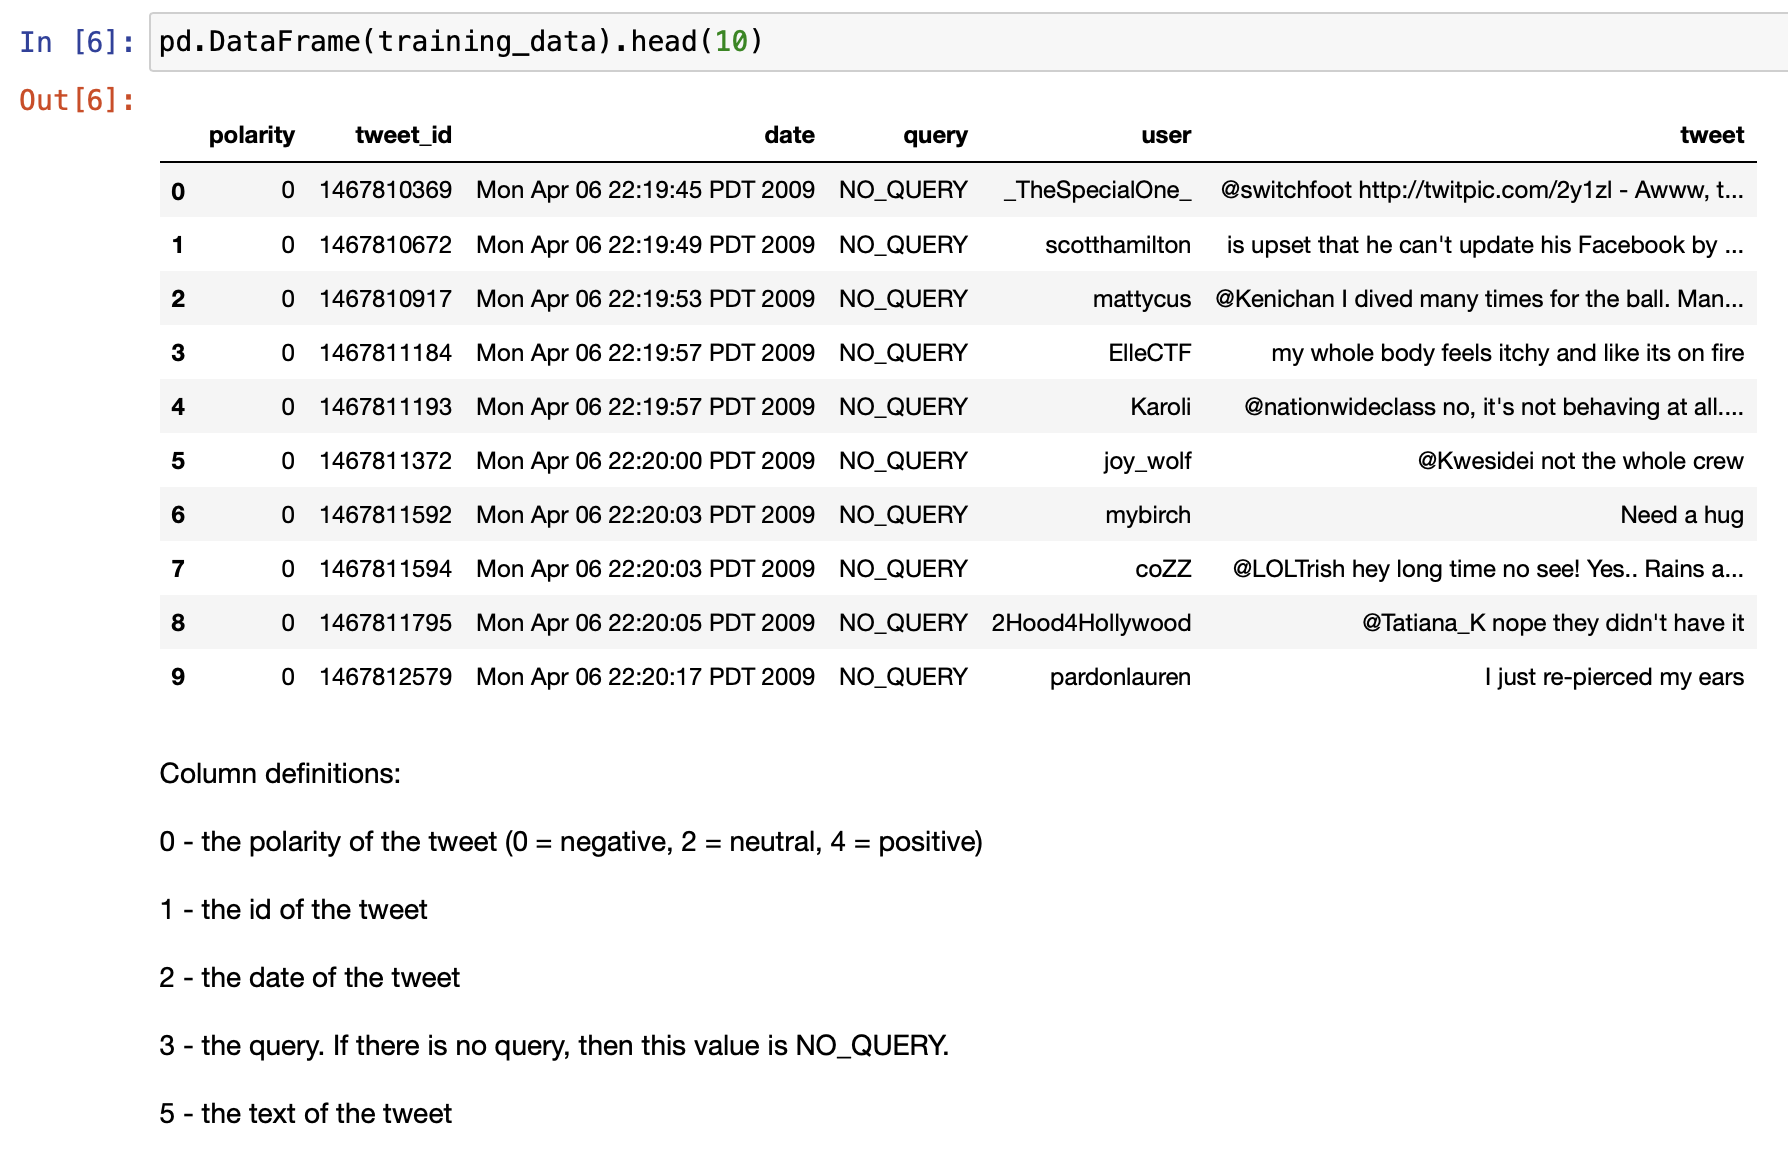 In [6]: pd.DataFrame(training_data).head(10)
Out[6]:
polarity tweet_id date query user tweet
0 0 1467810369 Mon Apr 06 22:19:45 PDT 2009 NO_QUERY _TheSpecialOne_ @switchfoot http://twitpic.com/2y1zl - Awww, t...
1 0 1467810672 Mon Apr 06 22:19:49 PDT 2009 NO_QUERY scotthamilton is upset that he can't update his Facebook by ...
2 0 1467810917 Mon Apr 06 22:19:53 PDT 2009 NO_QUERY mattycus @Kenichan I dived many times for the ball. Man...
3 0 1467811184 Mon Apr 06 22:19:57 PDT 2009 NO_QUERY ElleCTF my whole body feels itchy and like its on fire
4 0 1467811193 Mon Apr 06 22:19:57 PDT 2009 NO_QUERY Karoli @nationwideclass no, it's not behaving at all....
5 0 1467811372 Mon Apr 06 22:20:00 PDT 2009 NO_QUERY joy_wolf @Kwesidei not the whole crew
6 0 1467811592 Mon Apr 06 22:20:03 PDT 2009 NO_QUERY mybirch Need a hug
7 0 1467811594 Mon Apr 06 22:20:03 PDT 2009 NO_QUERY coZZ @LOLTrish hey long time no see! Yes.. Rains a...
8 0 1467811795 Mon Apr 06 22:20:05 PDT 2009 NO_QUERY 2Hood4Hollywood @Tatiana_K nope they didn't have it
9 0 1467812579 Mon Apr 06 22:20:17 PDT 2009 NO_QUERY pardonlauren I just re-pierced my ears
Column definitions:
0 - the polarity of the tweet (0 = negative, 2 = neutral, 4 = positive)
1 - the id of the tweet
2 - the date of the tweet
3 - the query. If there is no query, then this value is NO_QUERY.
5 - the text of the tweet